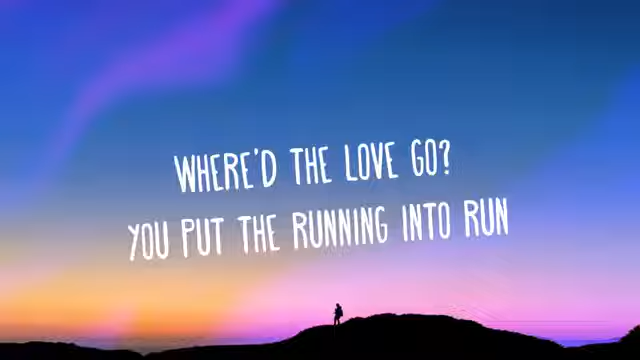 WHERE'D THE LOVE GO?
YOU PUT THE RUNNING INTO RUN